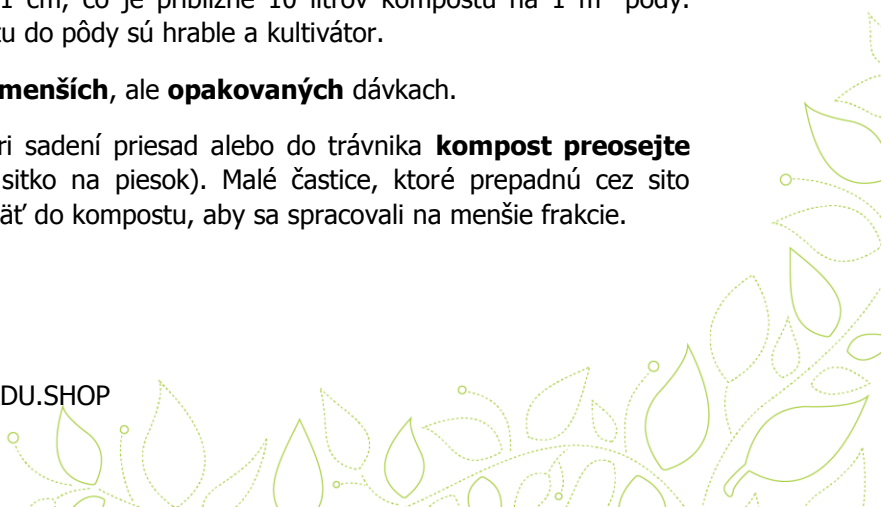 1 cm, čo je približne 10 litrov kompostu na 1 m pôdy.
tu do pôdy sú hrable a kultivátor.
menších, ale opakovaných dávkach.
ri sadení priesad alebo do trávnika kompost preosejte
sitko na piesok). Malé častice, ktoré prepadnú cez sito
äť do kompostu, aby sa spracovali na menšie frakcie.
DU.SHOP